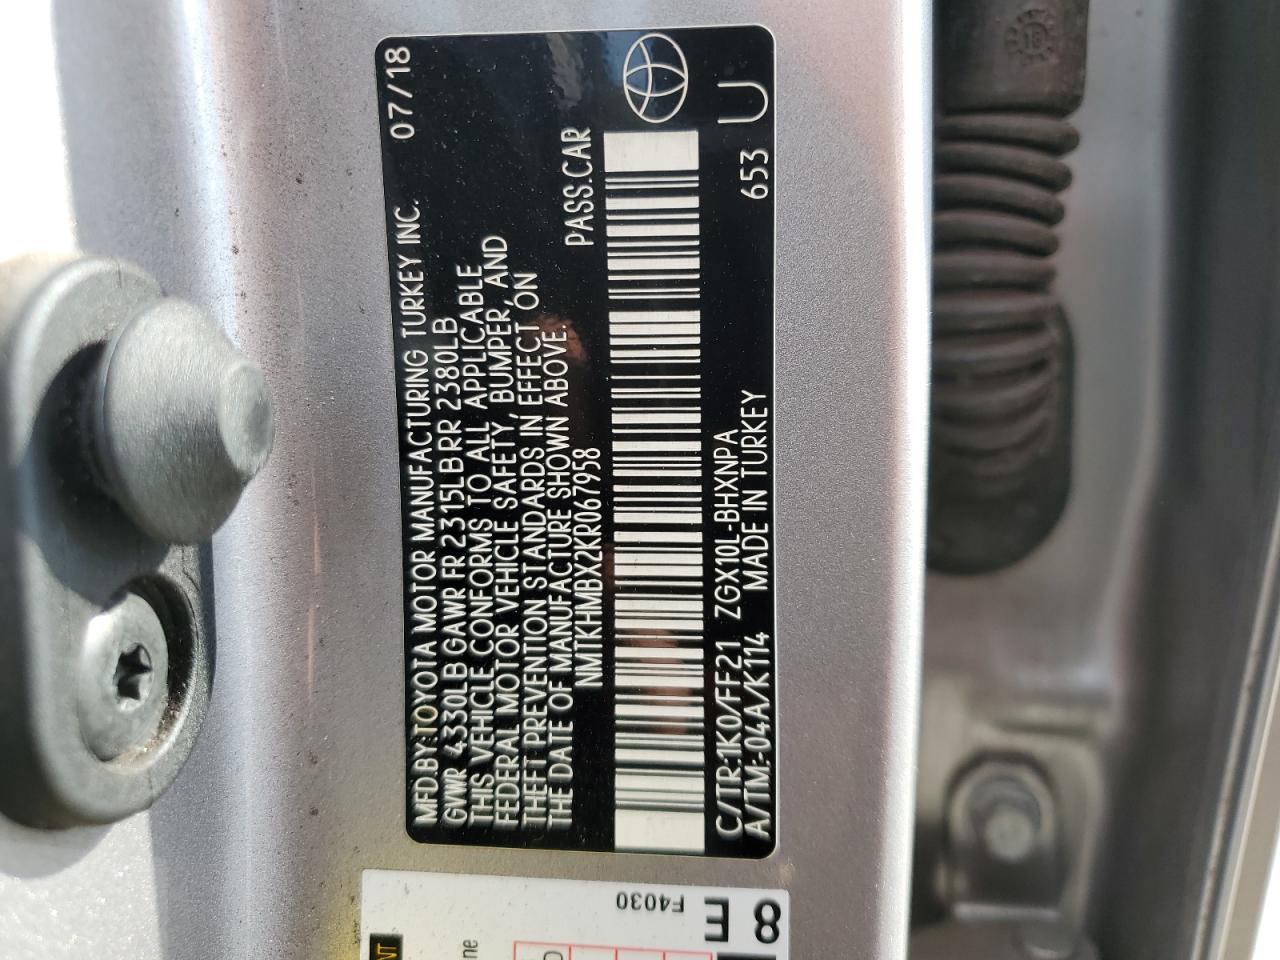 MFD.BY:TOYOTA MOTOR MANUFACTURING TURKEY INC. 07/18
GVWR 4330LB GAWR FR 2315LB RR 2380LB
THIS VEHICLE CONFORMS TO ALL APPLICABLE
FEDERAL MOTOR VEHICLE SAFETY, BUMPER, AND
THEFT PREVENTION STANDARDS IN EFFECT ON
THE DATE OF MANUFACTURE SHOWN ABOVE.
NMTKHMBX2KR067958 PASS.CAR
C/TR:1K0/FF21 ZGX10L-BHXNPA
A/TM:-04A/K114 MADE IN TURKEY 653 U
F4030
8E
NT
ne